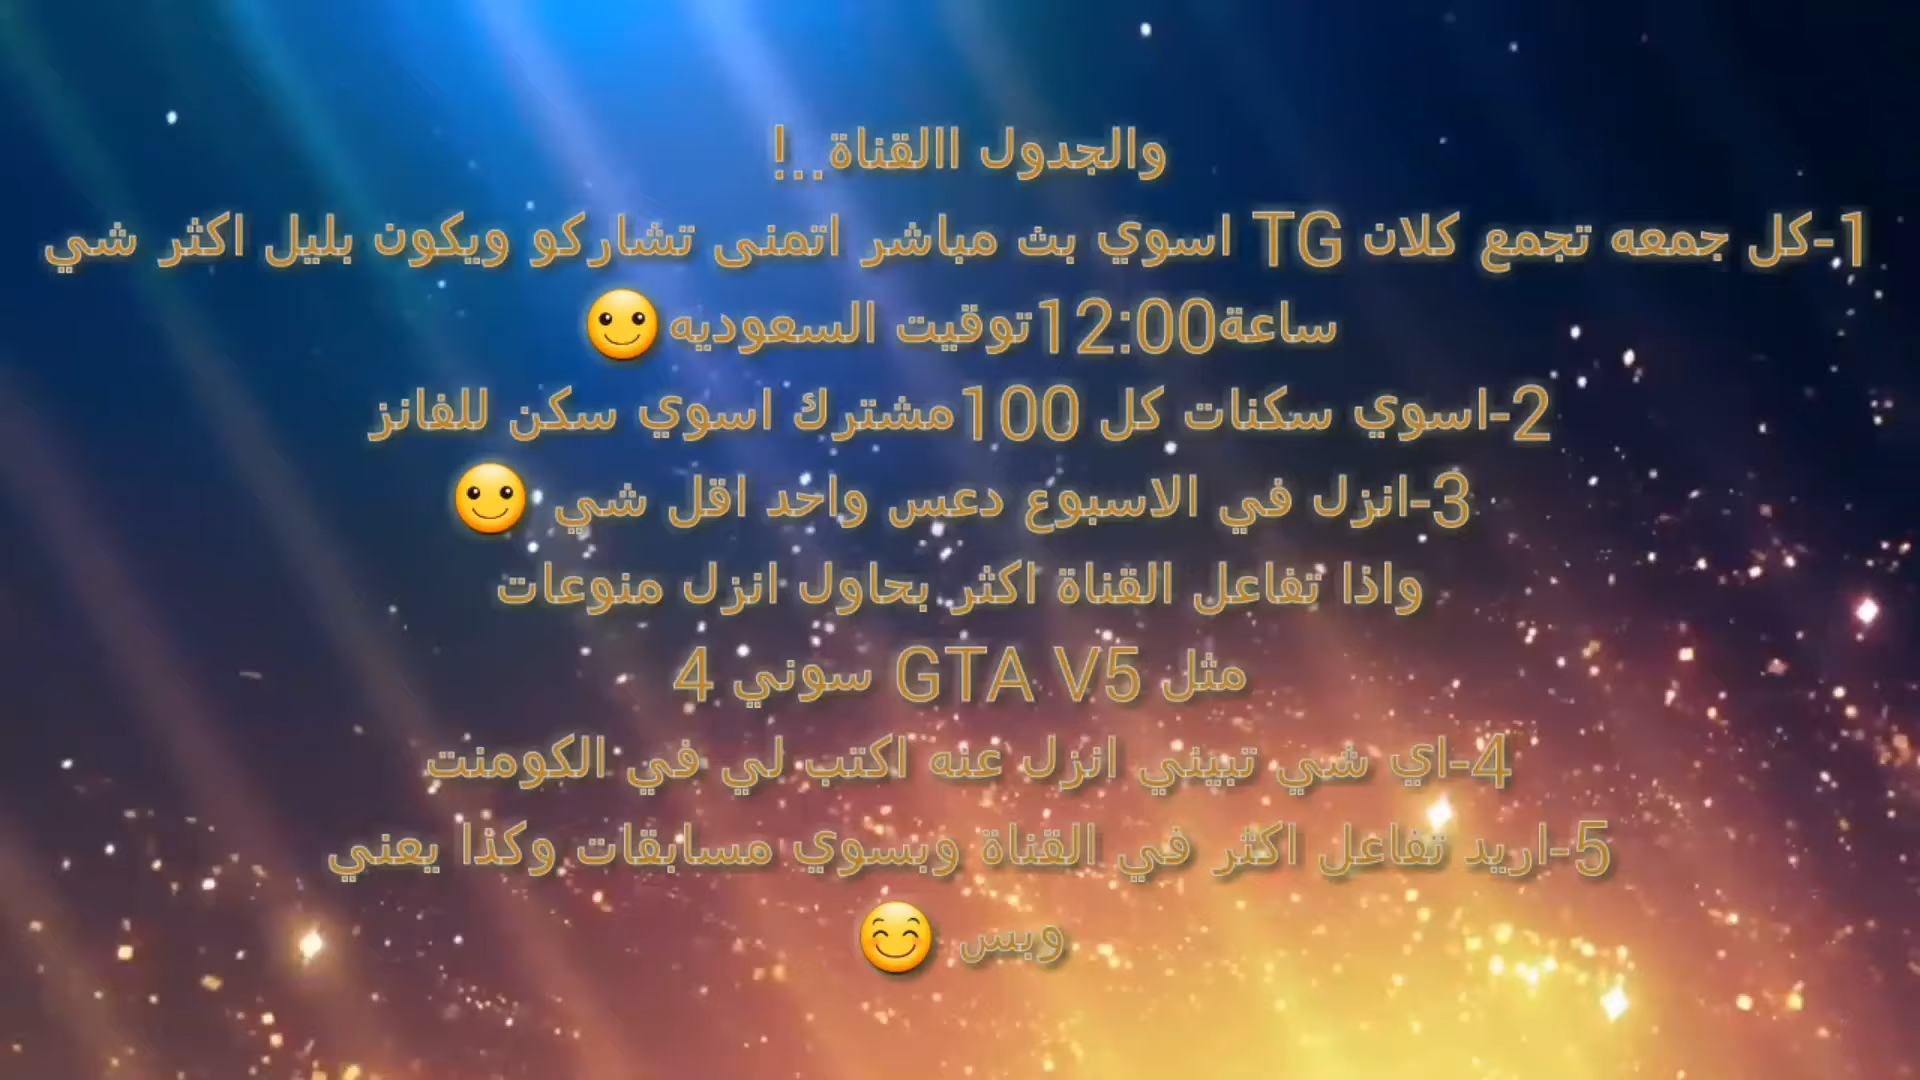 والجدول االقناة..!
1-كل جمعه تجمع كلان TG اسوي بث مباشر اتمنى تشاركو ويكون بليل اكثر شي
ساعة12:00توقيت السعوديه🙂
2-اسوي سكنات كل 100مشترك اسوي سكن للفانز
3-انزل في الاسبوع دعس واحد اقل شي 🙂
واذا تفاعل القناة اكثر بحاول انزل منوعات
مثل GTA V5 سوني 4
4-اي شي تبيني انزل عنه اكتب لي في الكومنت
5-اريد تفاعل اكثر في القناة وبسوي مسابقات وكذا يعني
وبس 😊